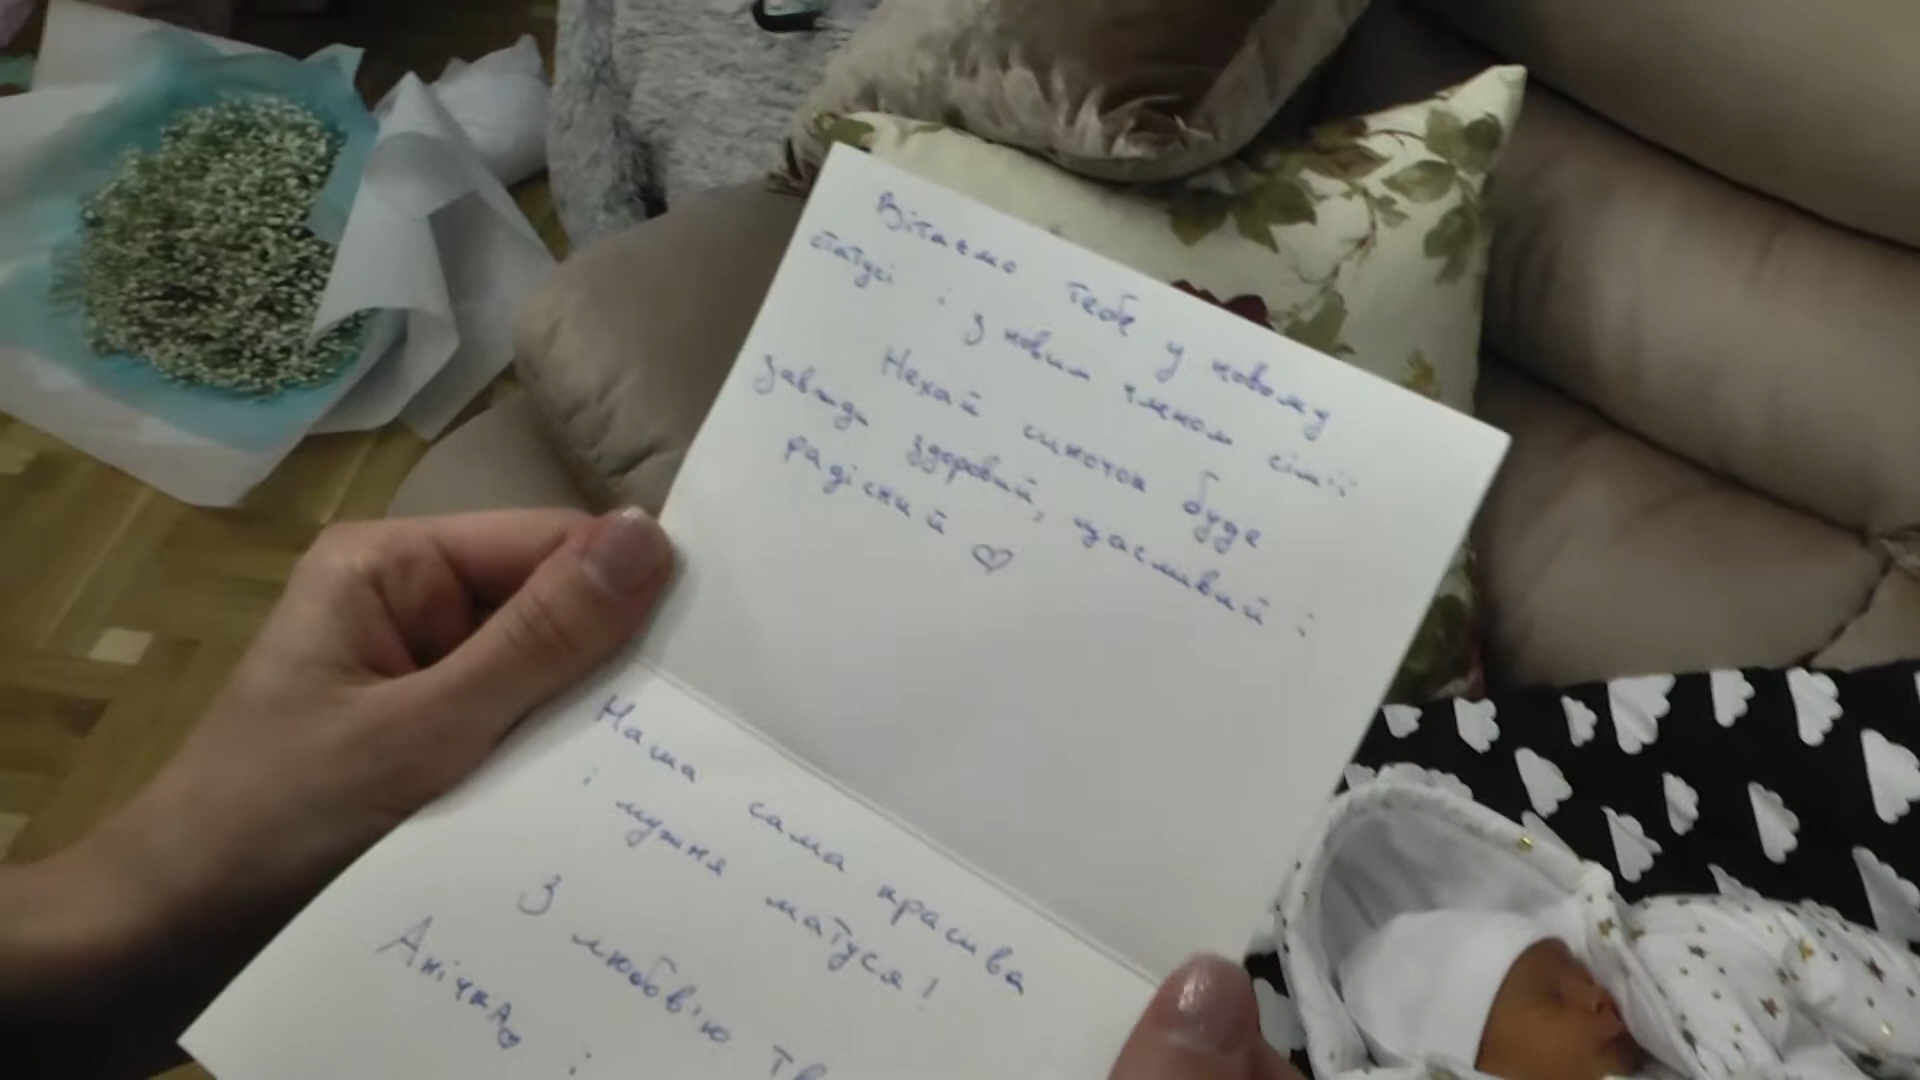 Вітаємо тебе у новому
статусі і з новим членом сім'ї
Нехай синочок буде
завжди здоровий, щасливий і
радісний ♡
Наша сама красива
і мужня матуся!
З любов'ю
Анічка♡ і